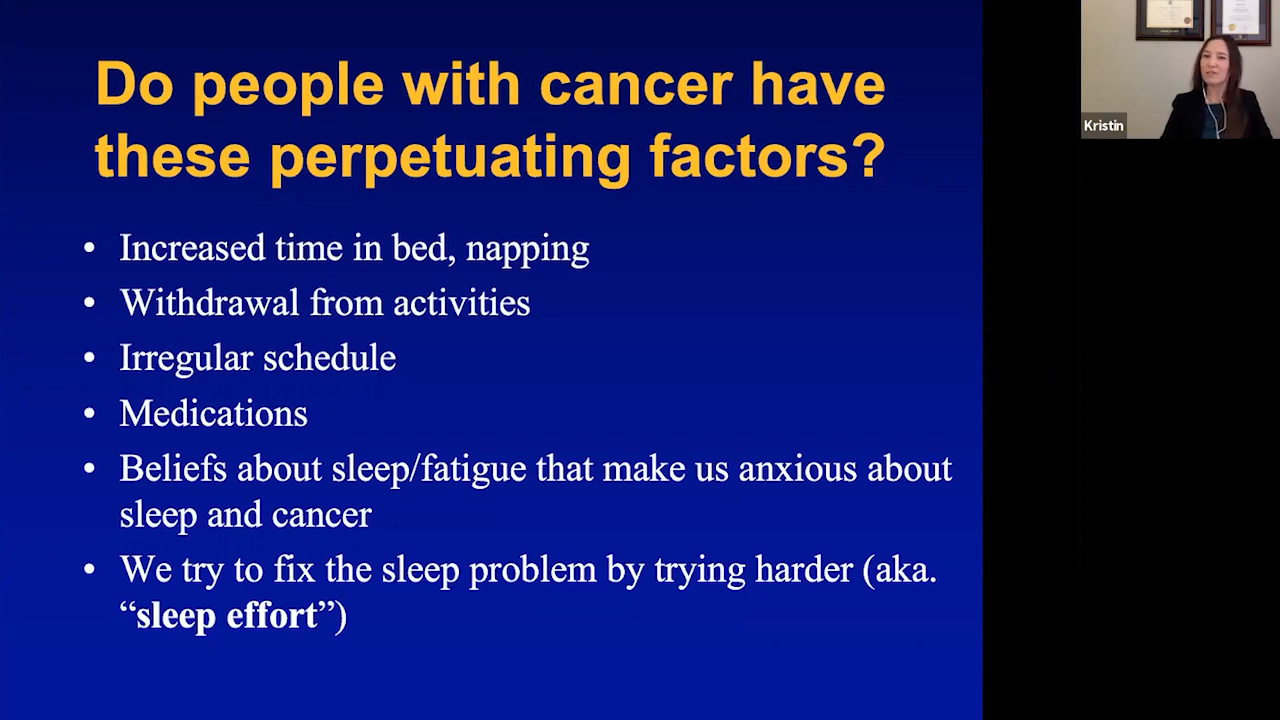 Do people with cancer have
these perpetuating factors?
• Increased time in bed, napping
• Withdrawal from activities
• Irregular schedule
• Medications
• Beliefs about sleep/fatigue that make us anxious about
sleep and cancer
• We try to fix the sleep problem by trying harder (aka.
“sleep effort”)
Kristin